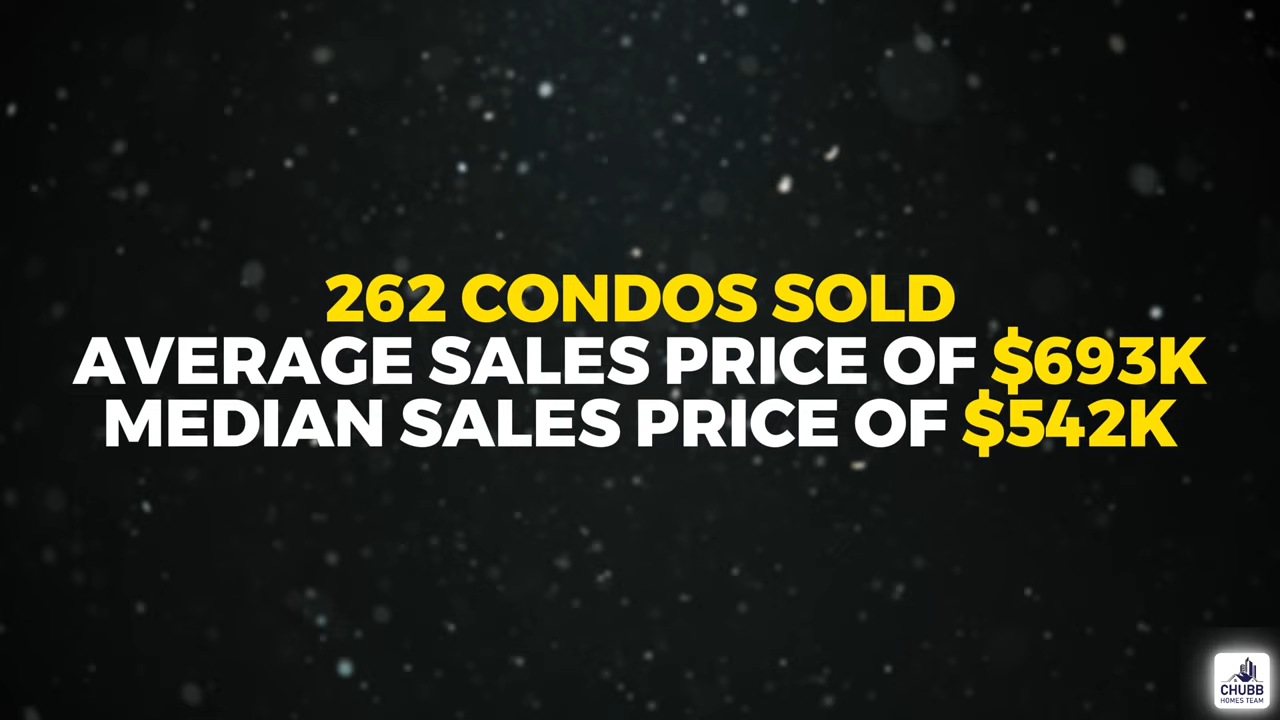 262 CONDOS SOLD
AVERAGE SALES PRICE OF $693K
MEDIAN SALES PRICE OF $542K
CHUBB
HOMES TEAM